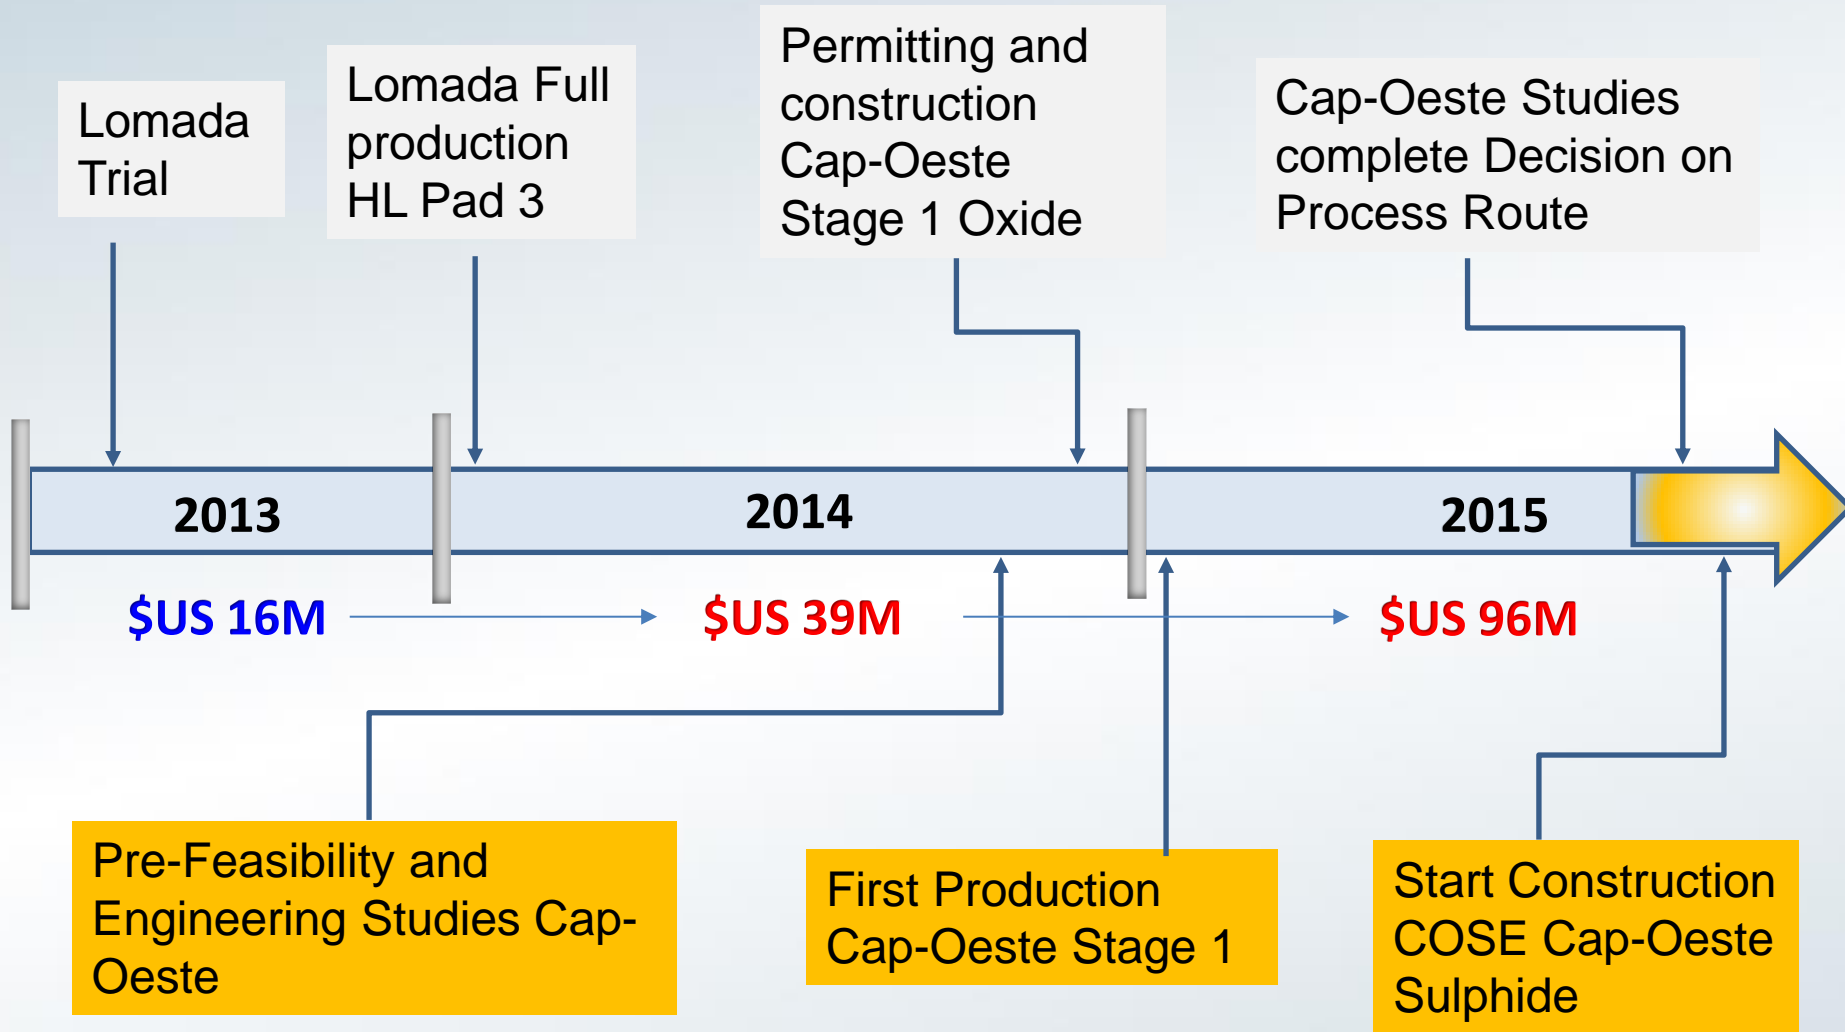 Lomada
Trial
Lomada Full
production
HL Pad 3
Permitting and
construction
Cap-Oeste
Stage 1 Oxide
Cap-Oeste Studies
complete Decision on
Process Route
2013
2014
2015
$US 16M
$US 39M
$US 96M
Pre-Feasibility and
Engineering Studies Cap-
Oeste
First Production
Cap-Oeste Stage 1
Start Construction
COSE Cap-Oeste
Sulphide